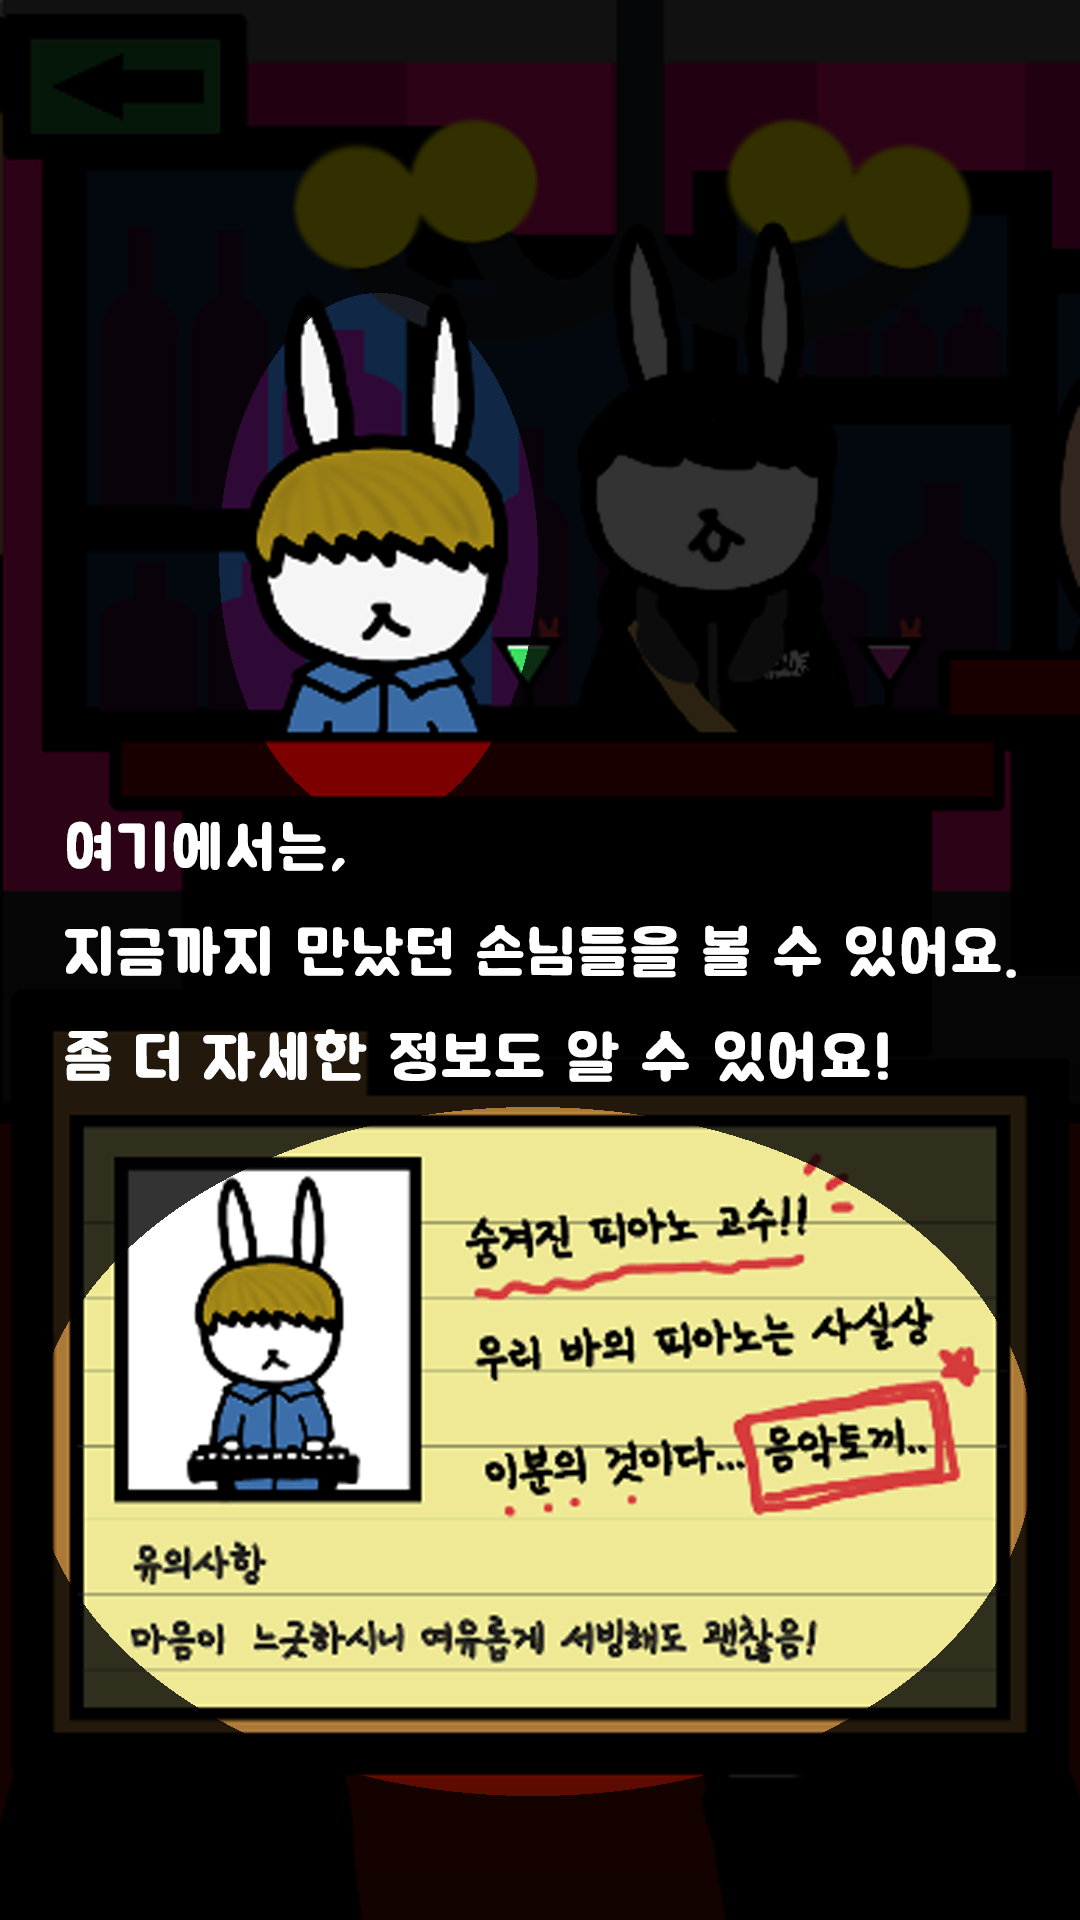 여기에서는,
지금까지 만났던 손님들을 볼 수 있어요.
좀 더 자세한 정보도 알 수 있어요!
숨겨진 피아노 고수!!
우리 바의 피아노는 사실상
이분의 것이다... 음악토끼..
유의사항
마음이 느긋하시니 여유롭게 서빙해도 괜찮음!